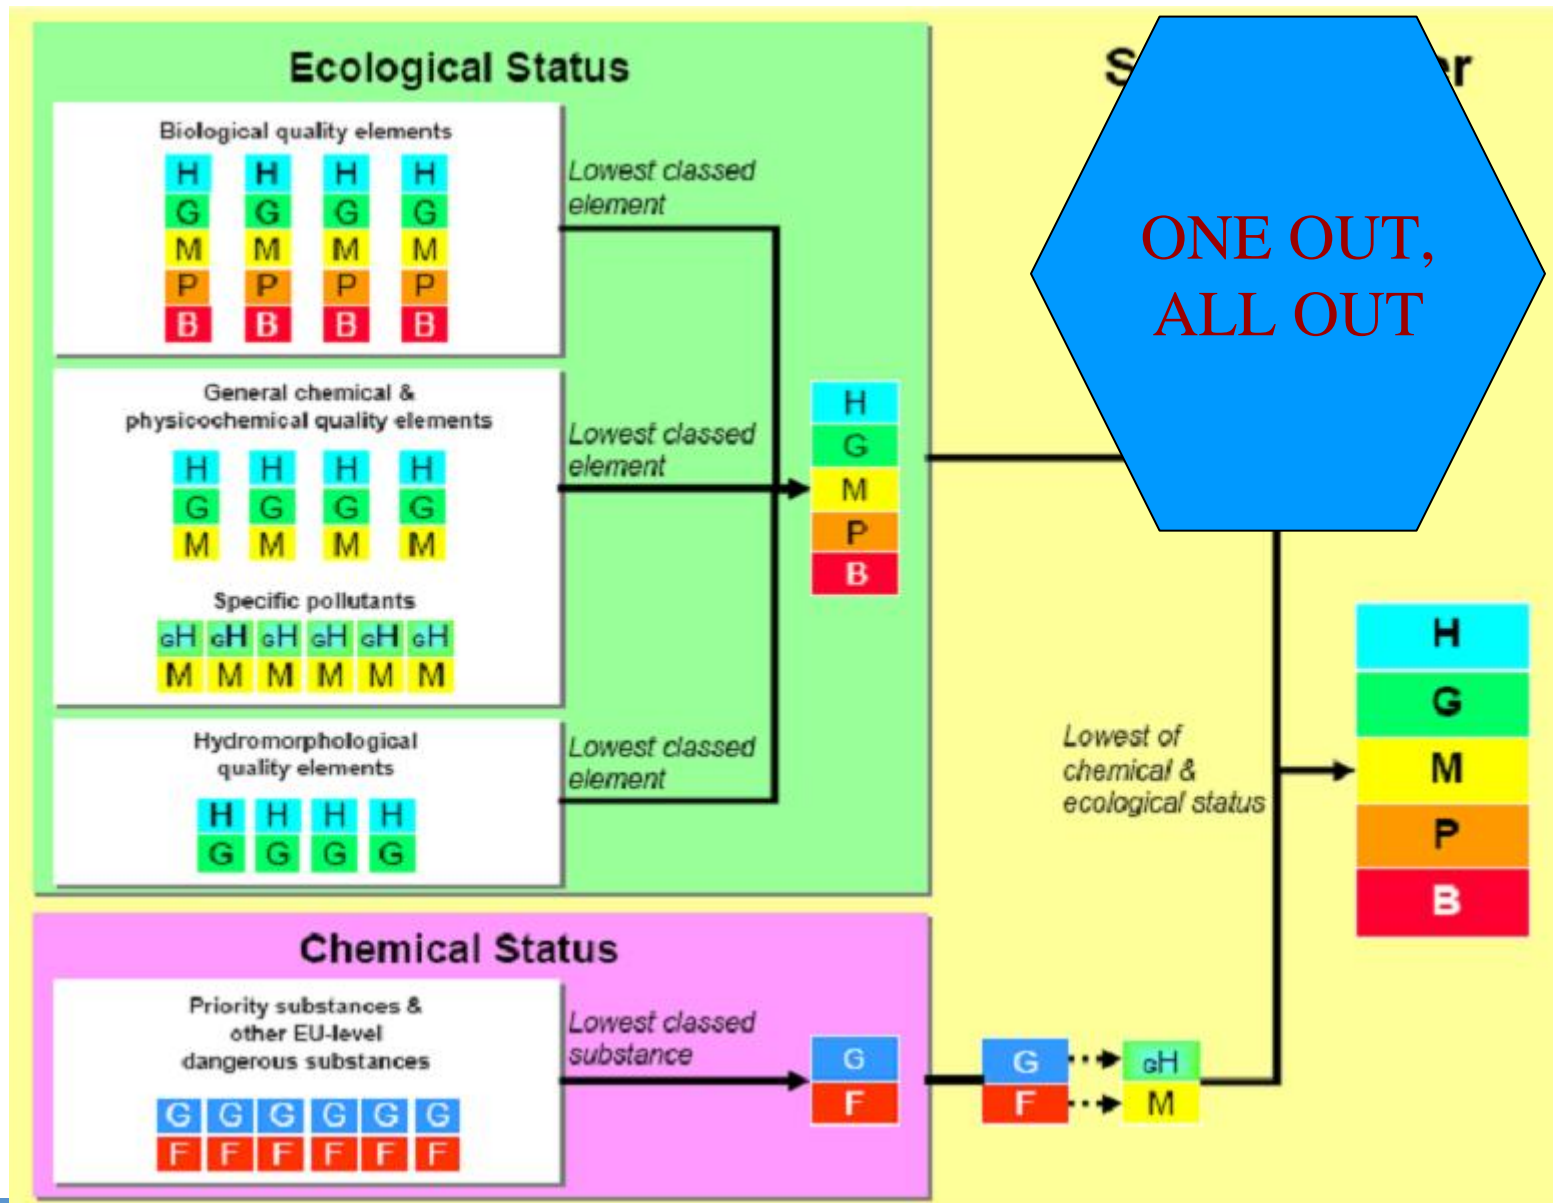 Ecological Status
Biological quality elements
H H H H
G G G G
M M M M
P P P P
B B B B
Lowest classed
element
General chemical &
physicochemical quality elements
H H H H
G G G G
M M M M
Lowest classed
element
Specific pollutants
GH GH GH GH GH GH
M M M M M M
Hydromorphological
quality elements
H H H H
G G G G
Lowest classed
element
H
G
M
P
B
ONE OUT,
ALL OUT
Lowest of
chemical &
ecological status
H
G
M
P
B
Chemical Status
Priority substances &
other EU-level
dangerous substances
G G G G G G
F F F F F F
Lowest classed
substance
G
F
G
F
GH
M